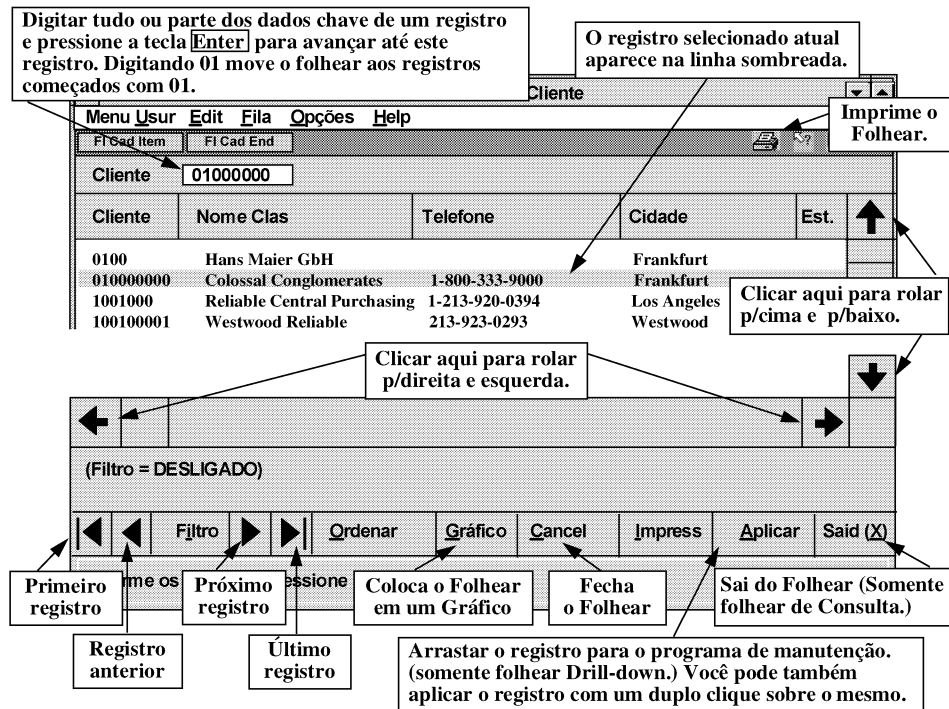 Digitar tudo ou parte dos dados chave de um registro
e pressione a tecla Enter para avançar até este
registro. Digitando 01 move o folhear aos registros
começados com 01.
O registro selecionado atual
aparece na linha sombreada.
Cliente
Menu Usur Edit Fila Opções Help
Imprime o
Folhear.
Fl Cad Item Fl Cad End
Cliente 01000000
Cliente Nome Clas Telefone Cidade Est.
0100 Hans Maier GbH Frankfurt
010000000 Colossal Conglomerates 1-800-333-9000 Frankfurt
1001000 Reliable Central Purchasing 1-213-920-0394 Los Angeles
100100001 Westwood Reliable 213-923-0293 Westwood
Clicar aqui para rolar
p/cima e p/baixo.
Clicar aqui para rolar
p/direita e esquerda.
(Filtro = DESLIGADO)
Filtro Ordenar Gráfico Cancel Impress Aplicar Said (X)
Primeiro
registro
me os
Próximo
registro
essione
Coloca o Folhear
em um Gráfico
Fecha
o Folhear
Sai do Folhear (Somente
folhear de Consulta.)
Registro
anterior
Último
registro
Arrastar o registro para o programa de manutenção.
(somente folhear Drill-down.) Você pode também
aplicar o registro com um duplo clique sobre o mesmo.